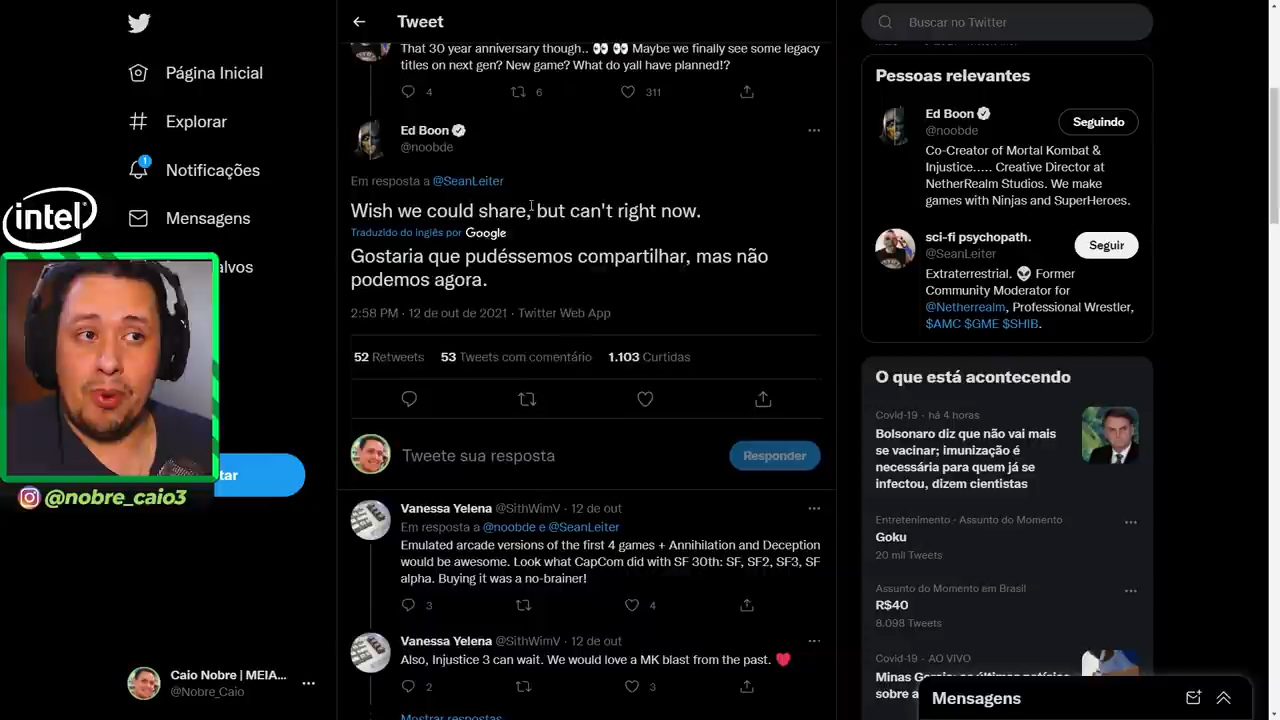 Tweet
Buscar no Twitter
Página Inicial
Explorar
1
Notificações
Mensagens
alvos
intel
tar
@nobre_caio3
Caio Nobre | MEIA...
@Nobre_Caio
That 30 year anniversary though.. 👀 👀 Maybe we finally see some legacy
titles on next gen? New game? What do yall have planned!?
4 6 311
Ed Boon
@noobde
Em resposta a @SeanLeiter
Wish we could share, but can't right now.
Traduzido do inglês por Google
Gostaria que pudéssemos compartilhar, mas não
podemos agora.
2:58 PM · 12 de out de 2021 · Twitter Web App
52 Retweets 53 Tweets com comentário 1.103 Curtidas
Tweete sua resposta
Responder
Vanessa Yelena @SithWimV · 12 de out
Em resposta a @noobde e @SeanLeiter
Emulated arcade versions of the first 4 games + Annihilation and Deception
would be awesome. Look what CapCom did with SF 30th: SF, SF2, SF3, SF
alpha. Buying it was a no-brainer!
3 4
Vanessa Yelena @SithWimV · 12 de out
Also, Injustice 3 can wait. We would love a MK blast from the past. ❤️
2 3
Mostrar respostas
Pessoas relevantes
Ed Boon
@noobde
Seguindo
Co-Creator of Mortal Kombat &
Injustice..... Creative Director at
NetherRealm Studios. We make
games with Ninjas and SuperHeroes.
sci-fi psychopath.
@SeanLeiter
Seguir
Extraterrestrial. 👽 Former
Community Moderator for
@Netherrealm, Professional Wrestler,
$AMC $GME $SHIB.
O que está acontecendo
Covid-19 · há 4 horas
Bolsonaro diz que não vai mais
se vacinar; imunização é
necessária para quem já se
infectou, dizem cientistas
Entretenimento · Assunto do Momento
Goku
20 mil Tweets
Assunto do Momento em Brasil
R$40
8.098 Tweets
Covid-19 · AO VIVO
Minas
sobre a
Mensagens